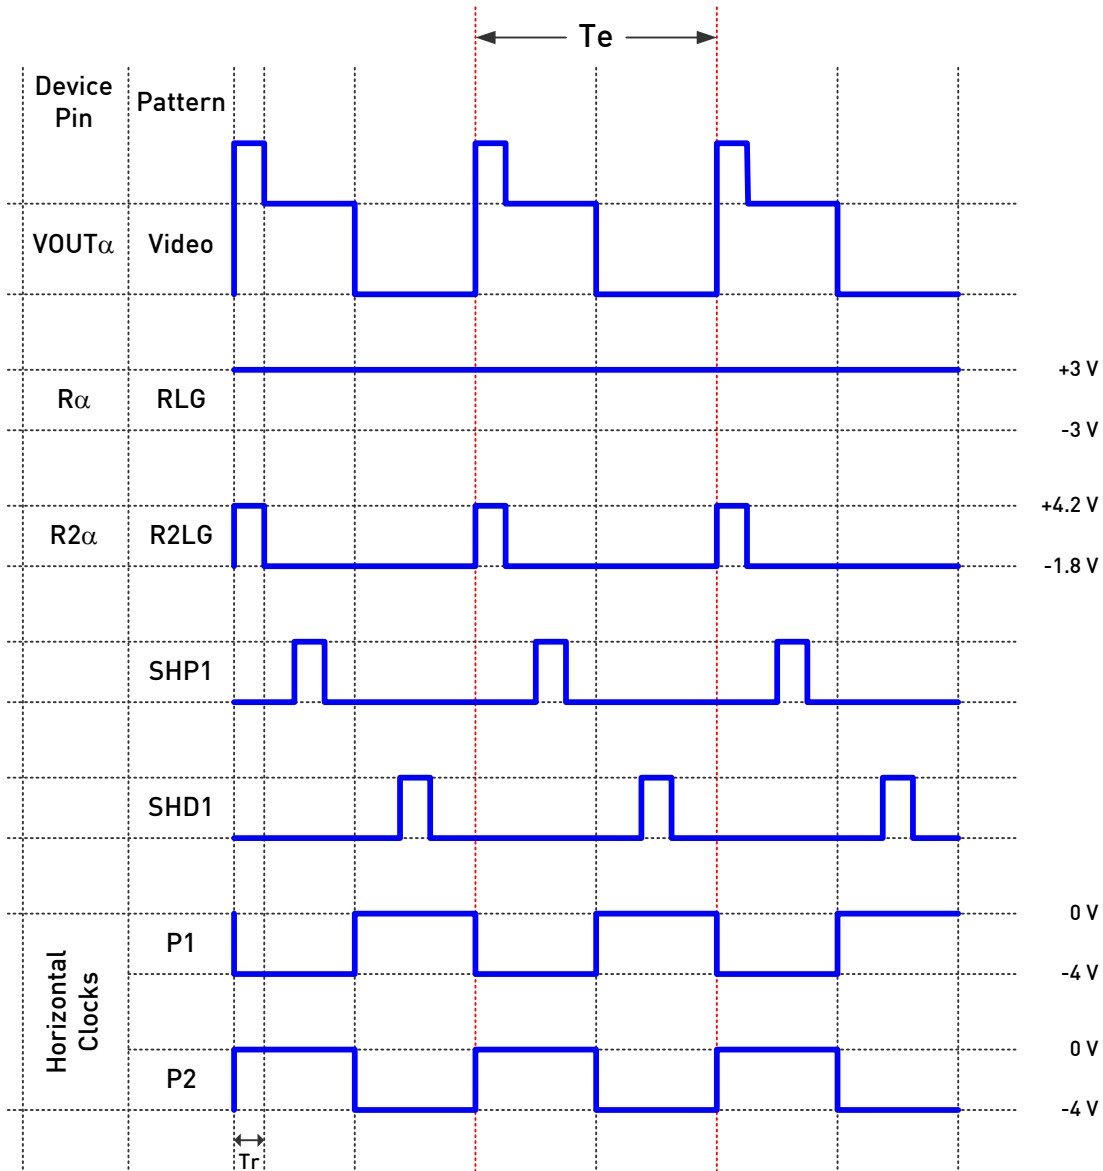 Te
Device
Pin
Pattern
VOUTα
Video
+3 V
Rα
RLG
-3 V
+4.2 V
R2α
R2LG
-1.8 V
SHP1
SHD1
0 V
P1
-4 V
Horizontal
Clocks
0 V
P2
-4 V
Tr